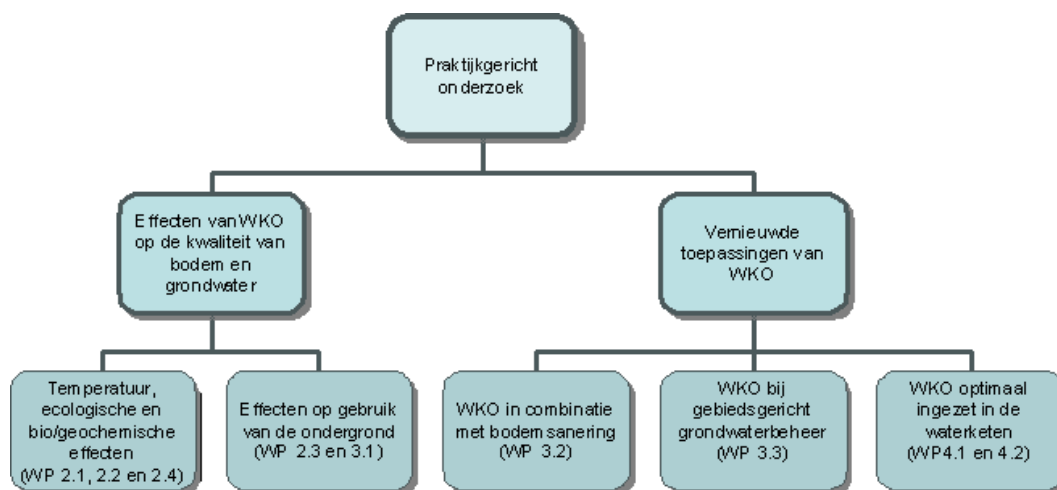 Praktijkgericht
onderzoek
Effecten van WKO
op de kwaliteit van
bodem en
grondwater
Vernieuwde
toepassingen van
WKO
Temperatuur,
ecologische en
bio/geochemische
effecten
(WP 2.1, 2.2 en 2.4)
Effecten op gebruik
van de ondergrond
(WP 2.3 en 3.1)
WKO in combinatie
met bodemsanering
(WP 3.2)
WKO bij
gebiedsgericht
grondwaterbeheer
(WP 3.3)
WKO optimaal
ingezet in de
waterketen
(WP4.1 en 4.2)